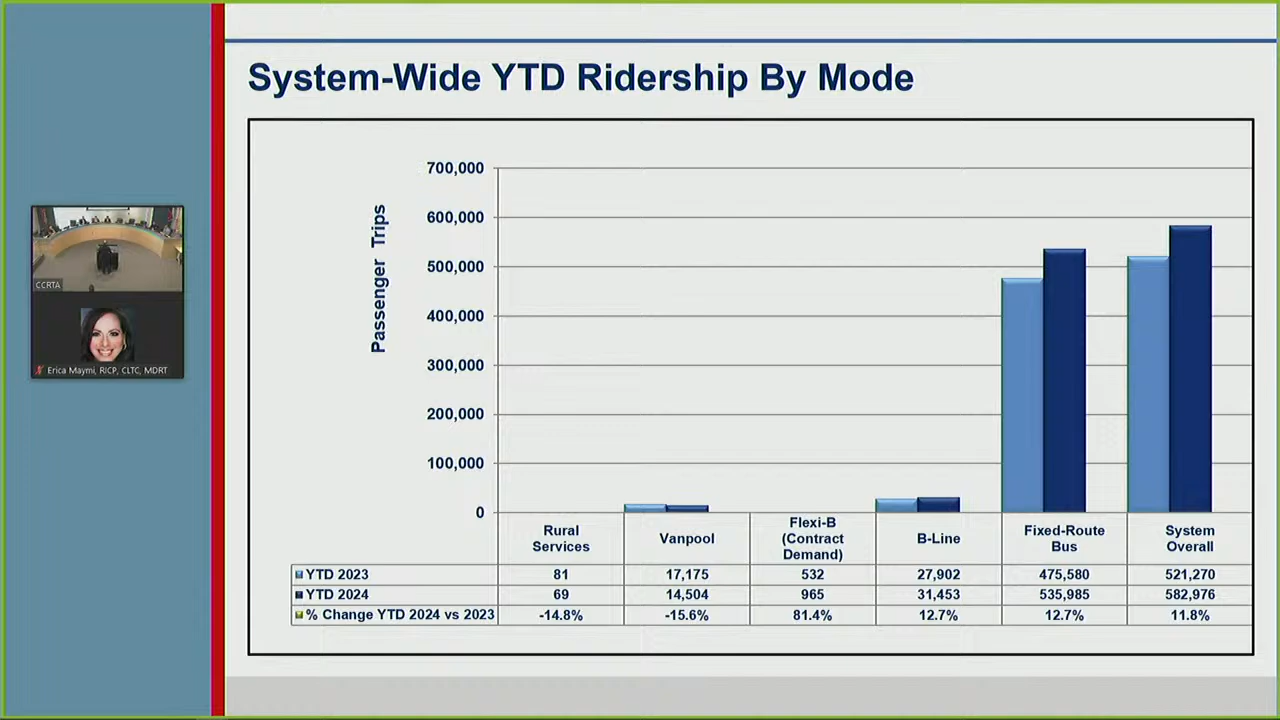 System-Wide YTD Ridership By Mode
Passenger Trips
700,000
600,000
500,000
400,000
300,000
200,000
100,000
0
Rural Services
Vanpool
Flexi-B (Contract Demand)
B-Line
Fixed-Route Bus
System Overall
YTD 2023 81 17,175 532 27,902 475,580 521,270
YTD 2024 69 14,504 965 31,453 535,985 582,976
% Change YTD 2024 vs 2023 -14.8% -15.6% 81.4% 12.7% 12.7% 11.8%
CCRTA
Erica Maymi, RICP, CLTC, MDRT